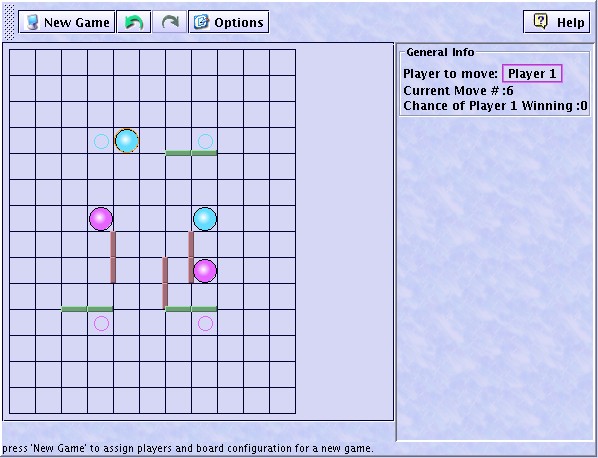 New Game
Options
Help
General Info
Player to move: Player 1
Current Move # :6
Chance of Player 1 Winning :0
press 'New Game' to assign players and board configuration for a new game.